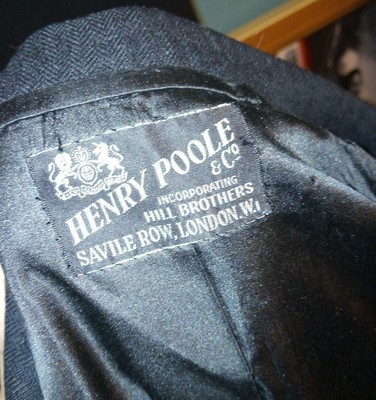 HENRY POOLE
& Co
INCORPORATING
HILL BROTHERS
SAVILE ROW, LONDON. W.1